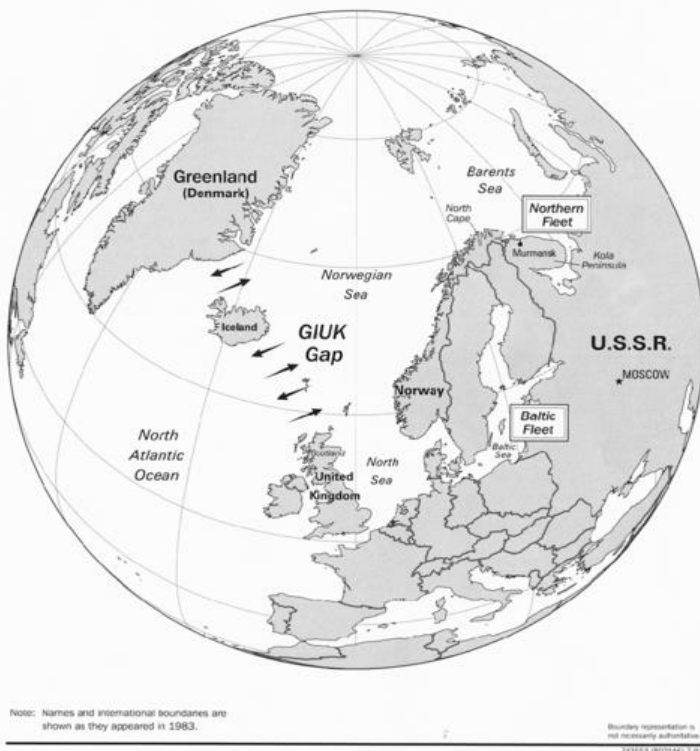 Greenland
(Denmark)
Barents
Sea
North
Cape
Northern
Fleet
Murmansk
Kola
Peninsula
Norwegian
Sea
Iceland
GIUK
Gap
U.S.S.R.
MOSCOW
Norway
Baltic
Fleet
Baltic
Sea
North
Atlantic
Ocean
Scotland
North
Sea
United
Kingdom
Note: Names and international boundaries are
shown as they appeared in 1983.
Boundary representation is
not necessarily authoritative